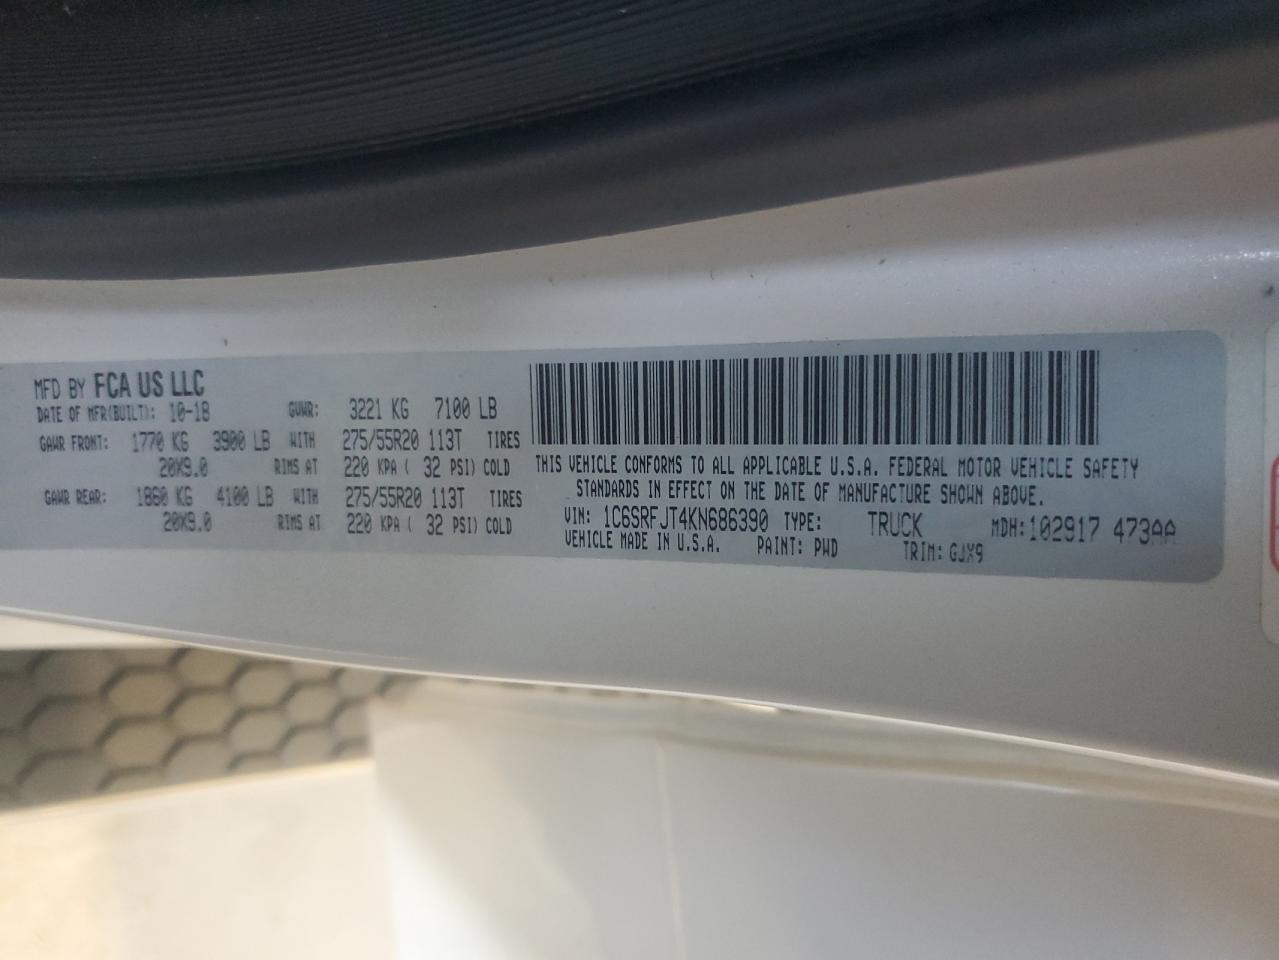 MFD BY FCA US LLC
DATE OF MFR(BUILT): 10-18 GVWR: 3221 KG 7100 LB
GAWR FRONT: 1770 KG 3900 LB WITH 275/55R20 113T TIRES
20X9.0 RIMS AT 220 KPA ( 32 PSI) COLD
GAWR REAR: 1860 KG 4100 LB WITH 275/55R20 113T TIRES
20X9.0 RIMS AT 220 KPA ( 32 PSI) COLD
THIS VEHICLE CONFORMS TO ALL APPLICABLE U.S.A. FEDERAL MOTOR VEHICLE SAFETY
STANDARDS IN EFFECT ON THE DATE OF MANUFACTURE SHOWN ABOVE.
VIN: 1C6SRFJT4KN686390 TYPE: TRUCK MDH: 102917 473AA
VEHICLE MADE IN U.S.A. PAINT: PWD TRIM: GJX9